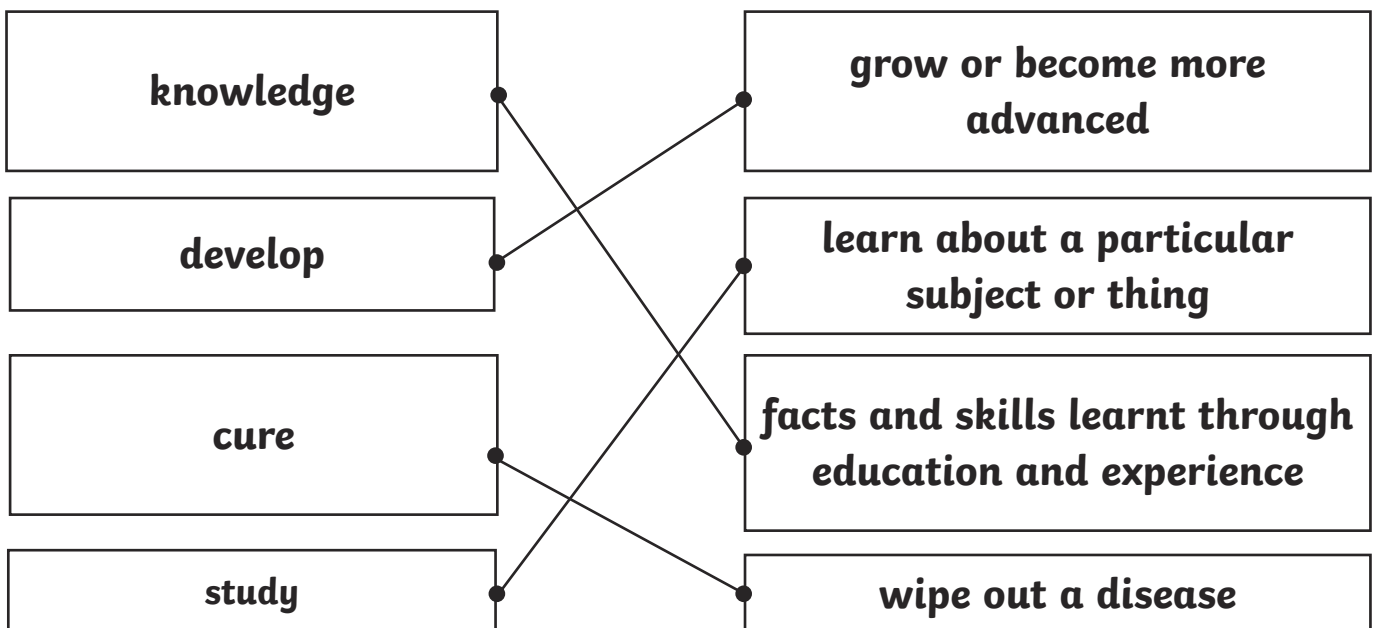 knowledge
grow or become more
advanced
develop
learn about a particular
subject or thing
cure
facts and skills learnt through
education and experience
study
wipe out a disease